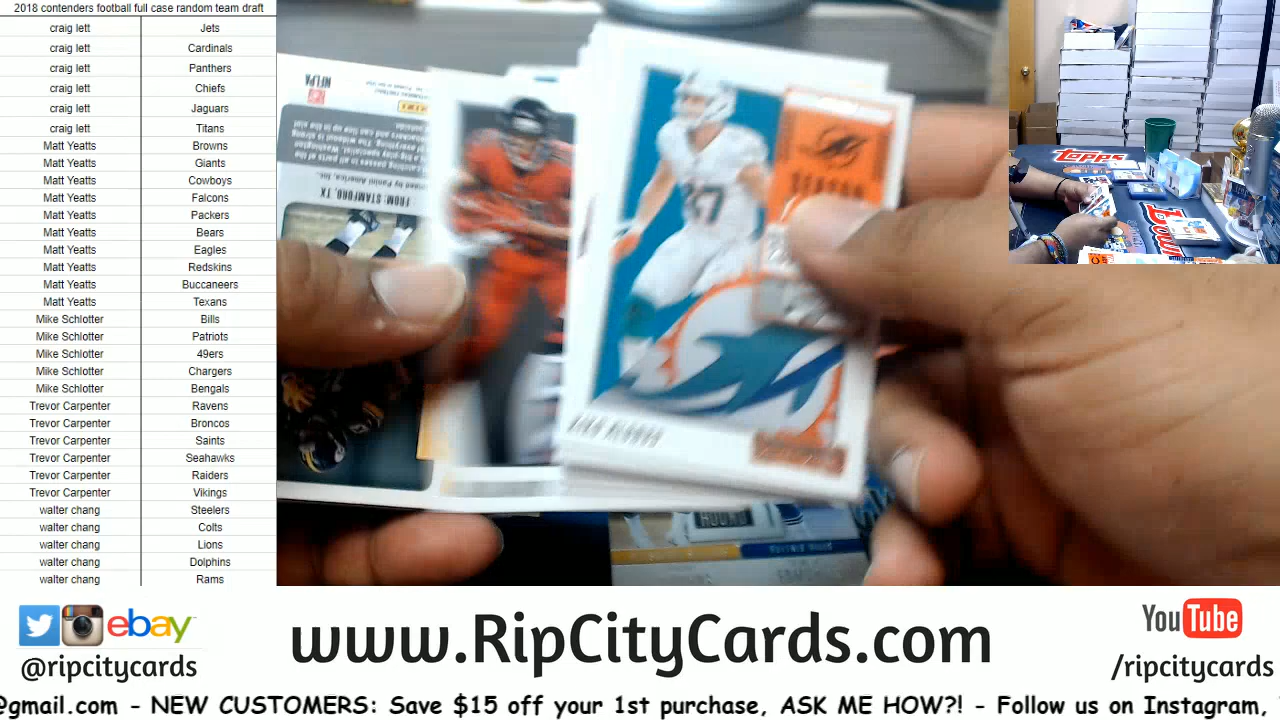 2018 contenders football full case random team draft
craig lett Jets
craig lett Cardinals
craig lett Panthers
craig lett Chiefs
craig lett Jaguars
craig lett Titans
Matt Yeatts Browns
Matt Yeatts Giants
Matt Yeatts Cowboys
Matt Yeatts Falcons
Matt Yeatts Packers
Matt Yeatts Bears
Matt Yeatts Eagles
Matt Yeatts Redskins
Matt Yeatts Buccaneers
Matt Yeatts Texans
Mike Schlotter Bills
Mike Schlotter Patriots
Mike Schlotter 49ers
Mike Schlotter Chargers
Mike Schlotter Bengals
Trevor Carpenter Ravens
Trevor Carpenter Broncos
Trevor Carpenter Saints
Trevor Carpenter Seahawks
Trevor Carpenter Raiders
Trevor Carpenter Vikings
walter chang Steelers
walter chang Colts
walter chang Lions
walter chang Dolphins
walter chang Rams
NFLPA
FROM: STAMFORD, TX
SEASON
ROUND
topps
ebay
@ripcitycards
www.RipCityCards.com
YouTube
/ripcitycards
@gmail.com - NEW CUSTOMERS: Save $15 off your 1st purchase, ASK ME HOW?! - Follow us on Instagram,